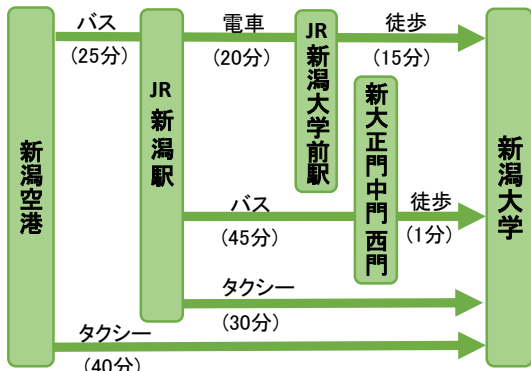 バス
(25分)
電車
(20分)
徒歩
(15分)
新潟空港
JR 新潟駅
JR 新潟大学前駅
新大正門中門 西門
新潟大学
バス
(45分)
徒歩
(1分)
タクシー
(30分)
タクシー
(40分)